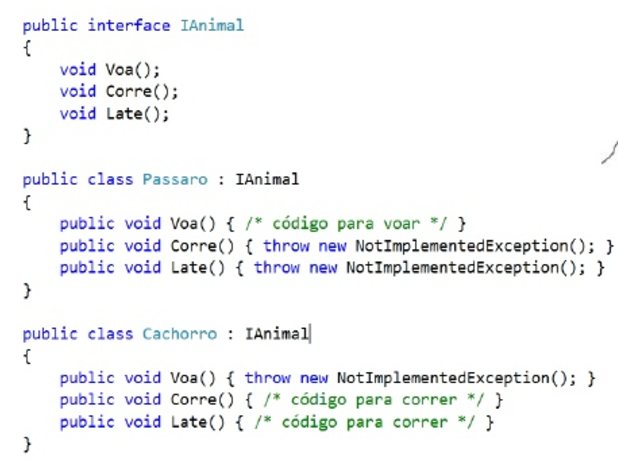 public interface IAnimal
{
    void Voa();
    void Corre();
    void Late();
}
public class Passaro : IAnimal
{
    public void Voa() { /* código para voar */ }
    public void Corre() { throw new NotImplementedException(); }
    public void Late() { throw new NotImplementedException(); }
}
public class Cachorro : IAnimal
{
    public void Voa() { throw new NotImplementedException(); }
    public void Corre() { /* código para correr */ }
    public void Late() { /* código para correr */ }
}